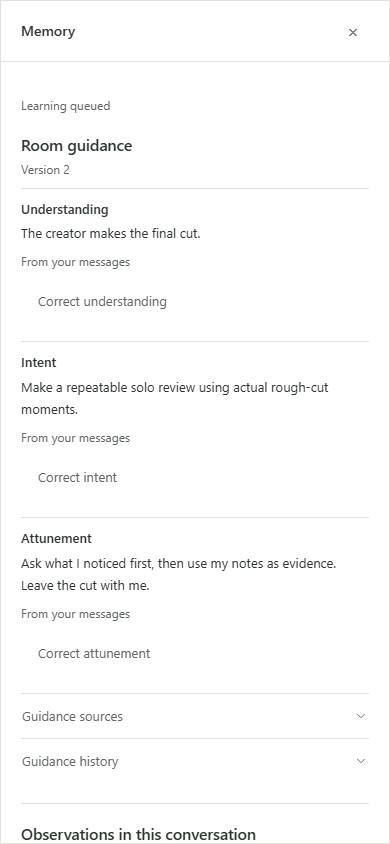 Memory
Learning queued
Room guidance
Version 2
Understanding
The creator makes the final cut.
From your messages
Correct understanding
Intent
Make a repeatable solo review using actual rough-cut
moments.
From your messages
Correct intent
Attunement
Ask what I noticed first, then use my notes as evidence.
Leave the cut with me.
From your messages
Correct attunement
Guidance sources
Guidance history
Observations in this conversation